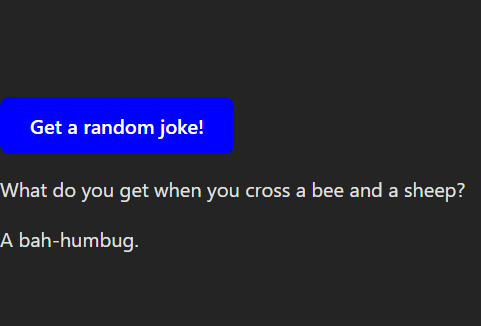 Get a random joke!
What do you get when you cross a bee and a sheep?
A bah-humbug.